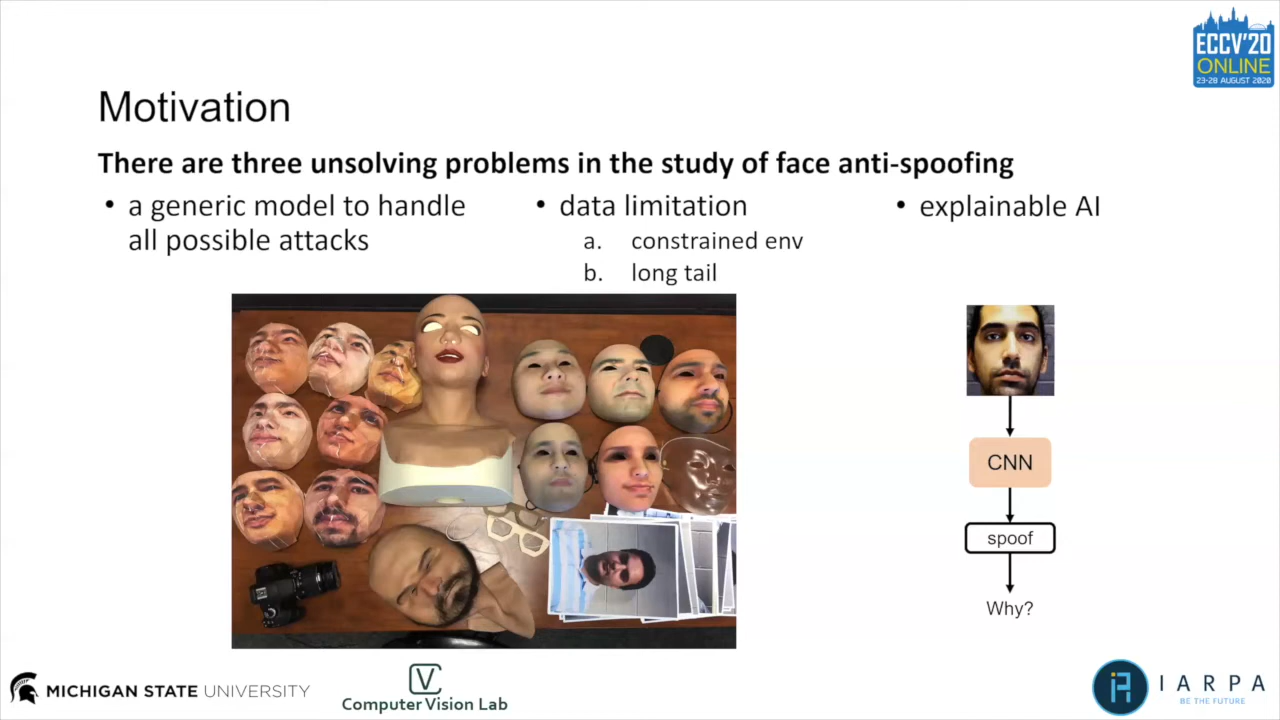 ECCV'20
ONLINE
23-28 AUGUST 2020
Motivation
There are three unsolving problems in the study of face anti-spoofing
• a generic model to handle
all possible attacks
• data limitation
a. constrained env
b. long tail
• explainable AI
CNN
spoof
Why?
MICHIGAN STATE UNIVERSITY
CV
Computer Vision Lab
IARPA
BE THE FUTURE